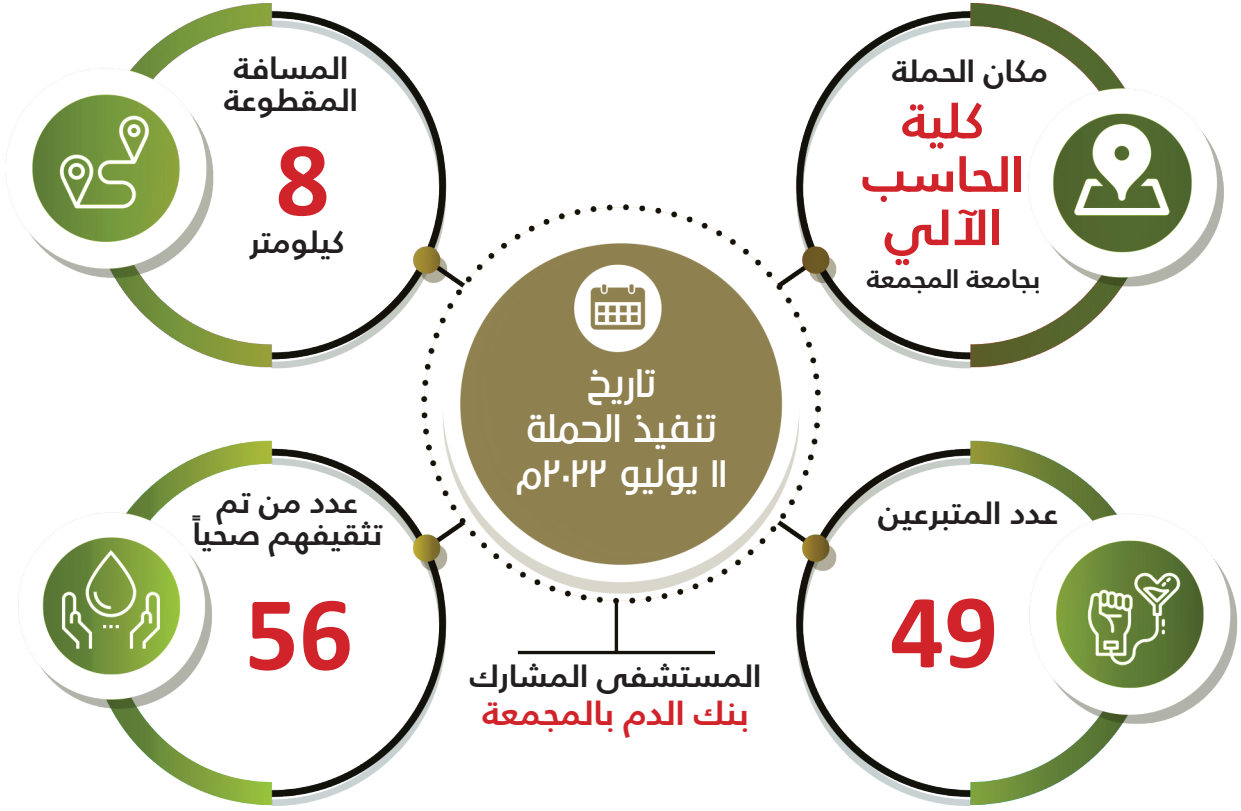 مكان الحملة
كلية
الحاسب
الآلي
بجامعة المجمعة
المسافة
المقطوعة
8
كيلومتر
تاريخ
تنفيذ الحملة
١١ يوليو ٢٠٢٢م
عدد المتبرعين
49
عدد من تم
تثقيفهم صحياً
56
المستشفى المشارك
بنك الدم بالمجمعة